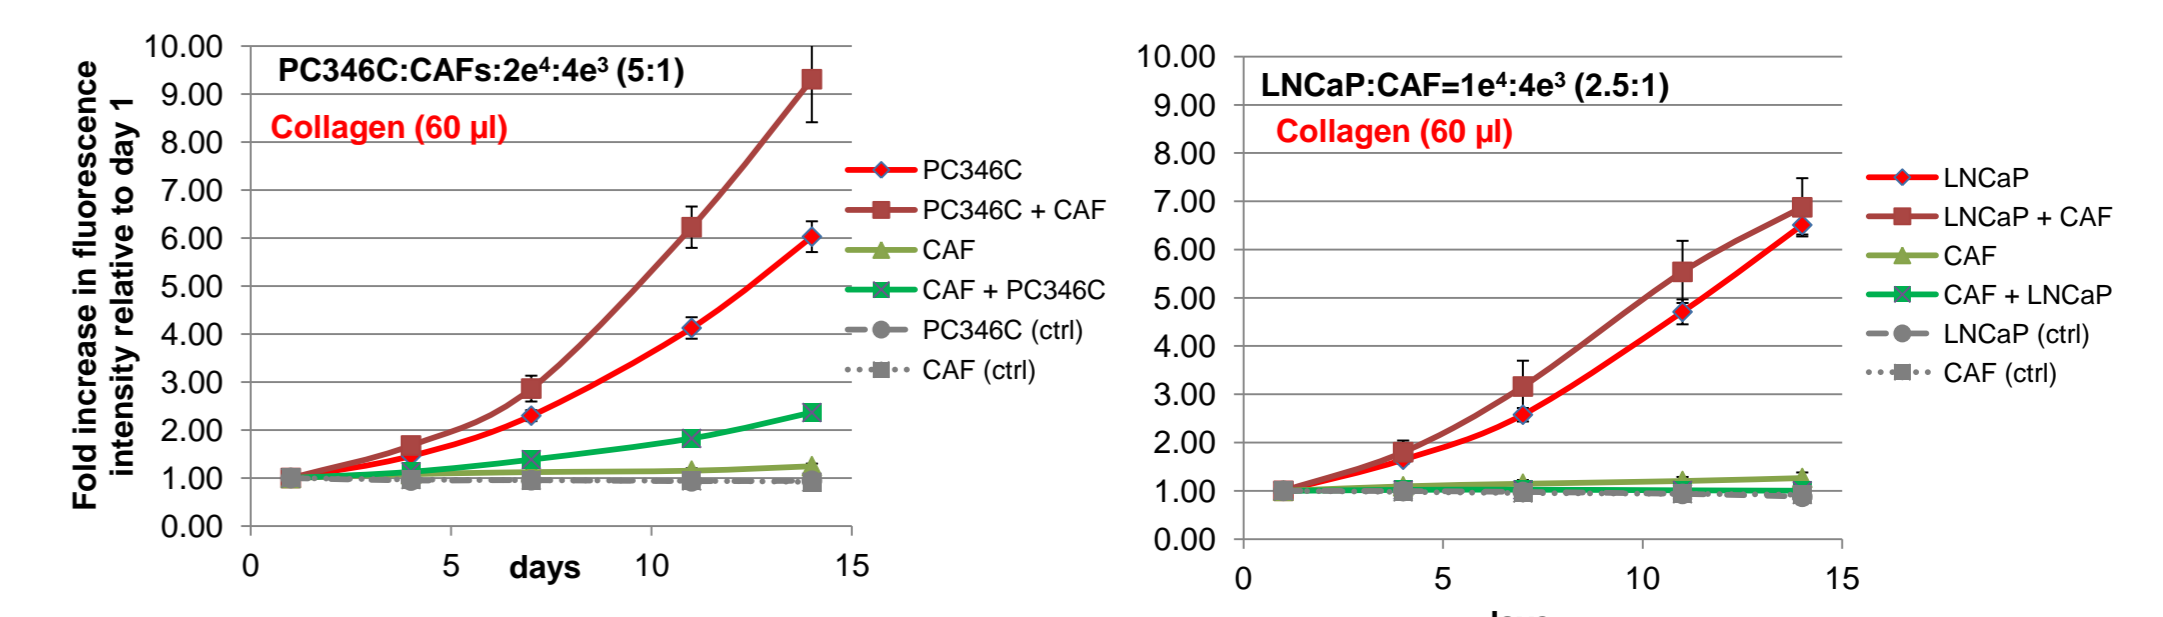 Fold increase in fluorescence
intensity relative to day 1
10.00
9.00
8.00
7.00
6.00
5.00
4.00
3.00
2.00
1.00
0.00
PC346C:CAFs:2e⁴:4e³ (5:1)
Collagen (60 µl)
0
5
10
15
days
PC346C
PC346C + CAF
CAF
CAF + PC346C
PC346C (ctrl)
CAF (ctrl)
10.00
9.00
8.00
7.00
6.00
5.00
4.00
3.00
2.00
1.00
0.00
LNCaP:CAF=1e⁴:4e³ (2.5:1)
Collagen (60 µl)
0
5
10
15
LNCaP
LNCaP + CAF
CAF
CAF + LNCaP
LNCaP (ctrl)
CAF (ctrl)